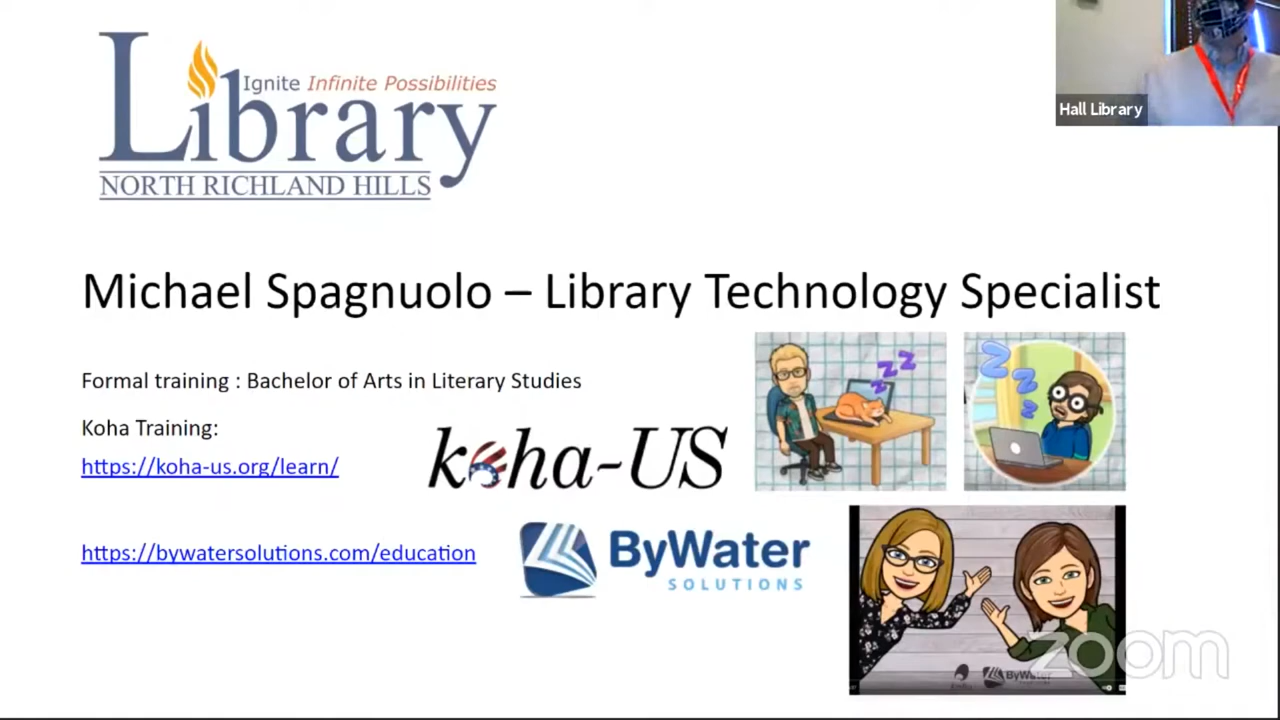 Ignite Infinite Possibilities
Library
NORTH RICHLAND HILLS
Hall Library
Michael Spagnuolo – Library Technology Specialist
Formal training : Bachelor of Arts in Literary Studies
Koha Training:
https://koha-us.org/learn/
koha-US
https://bywatersolutions.com/education
ByWater
SOLUTIONS
z z z
Z Z Z
ByWater
zoom